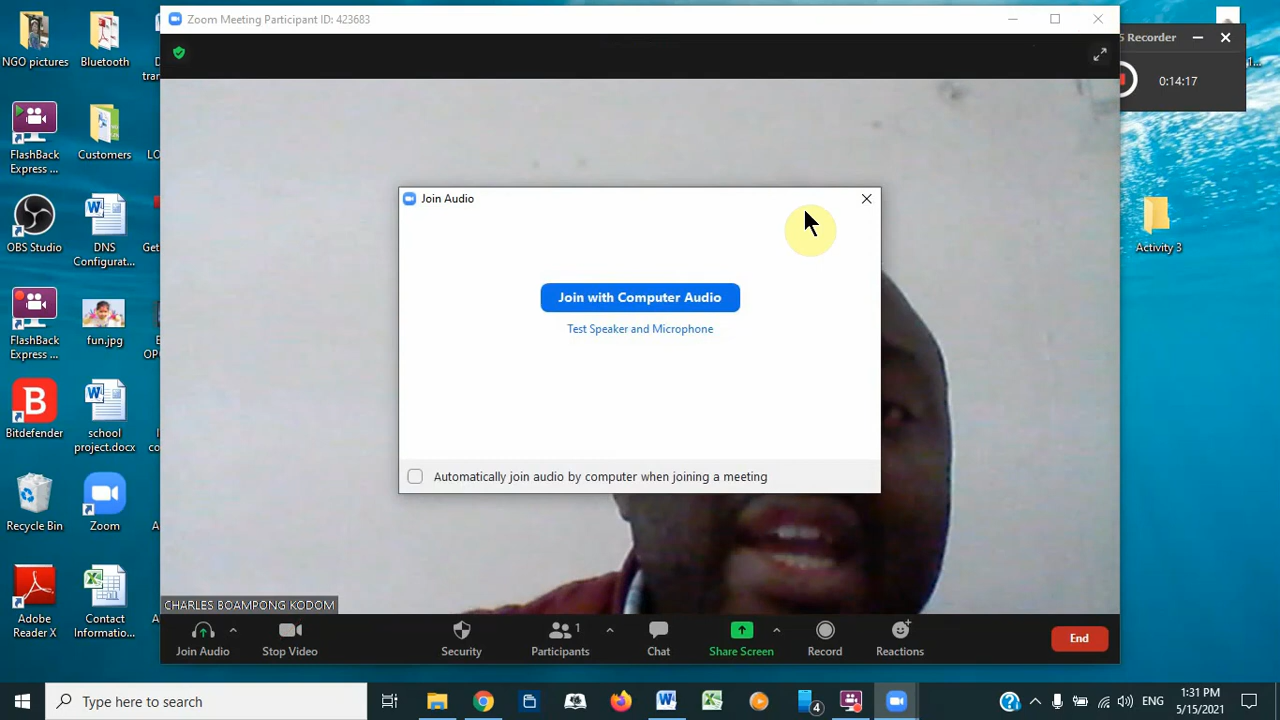 NGO pictures
Bluetooth
FlashBack
Express ...
Customers
OBS Studio
DNS
Configurat...
FlashBack
Express ...
fun.jpg
Bitdefender
school
project.docx
Recycle Bin
Zoom
Adobe
Reader X
Contact
Informatio...
Zoom Meeting Participant ID: 423683
Recorder
0:14:17
Activity 3
Join Audio
Join with Computer Audio
Test Speaker and Microphone
Automatically join audio by computer when joining a meeting
CHARLES BOAMPONG KODOM
Join Audio
Stop Video
Security
Participants
1
Chat
Share Screen
Record
Reactions
End
Type here to search
4
ENG
1:31 PM
5/15/2021